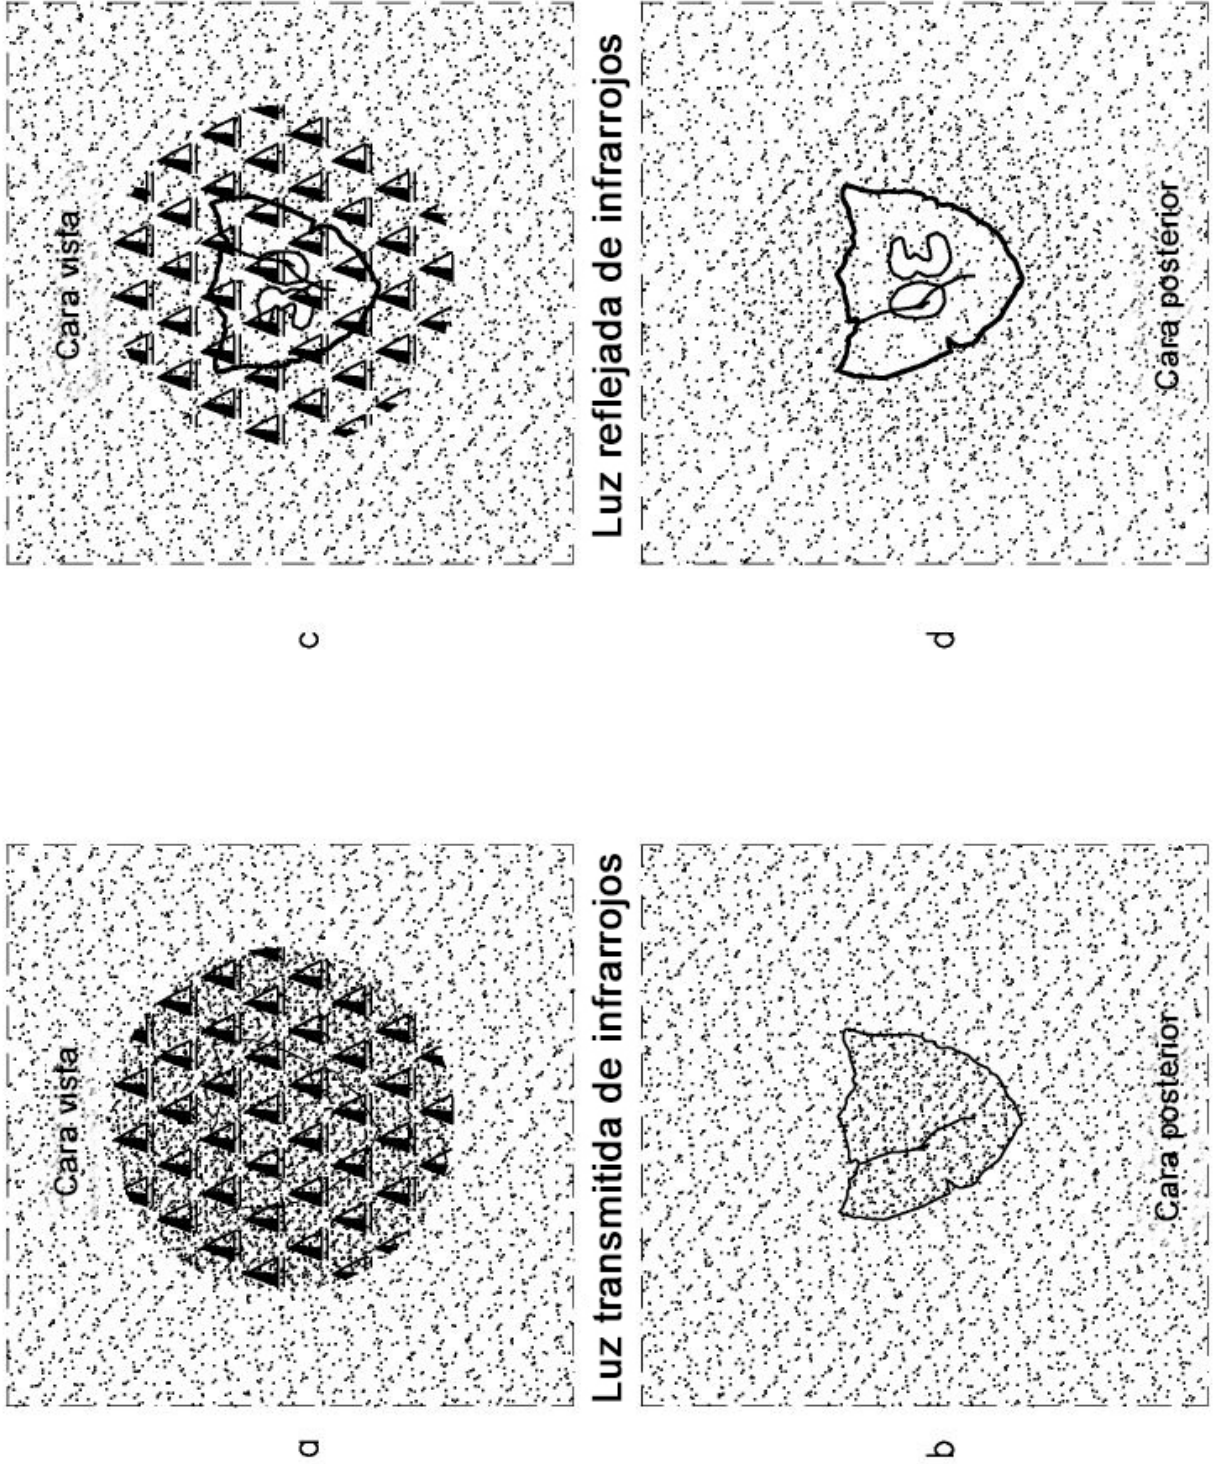 Cara vista
Cara vista
a
c
Luz transmitida de infrarrojos
Luz reflejada de infrarrojos
b
d
Cara posterior
Cara posterior